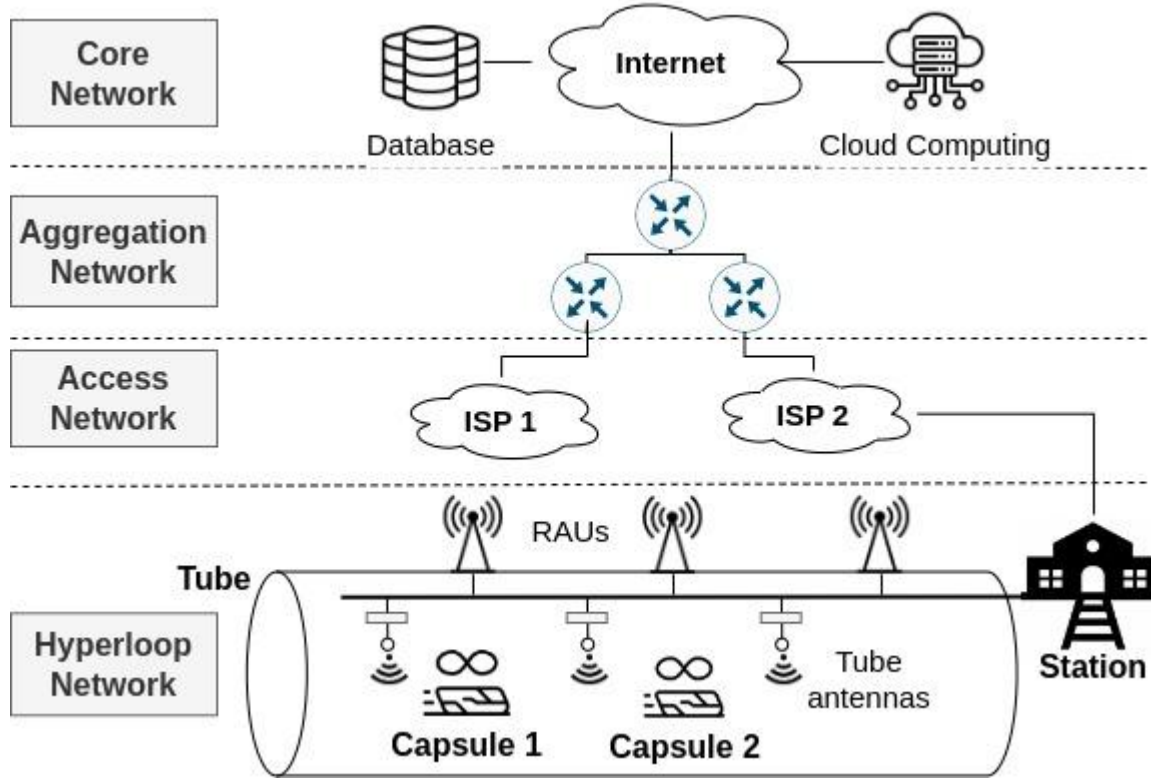 Core
Network
Internet
Database
Cloud Computing
Aggregation
Network
Access
Network
ISP 1
ISP 2
RAUs
Tube
Hyperloop
Network
Tube
antennas
Station
Capsule 1
Capsule 2